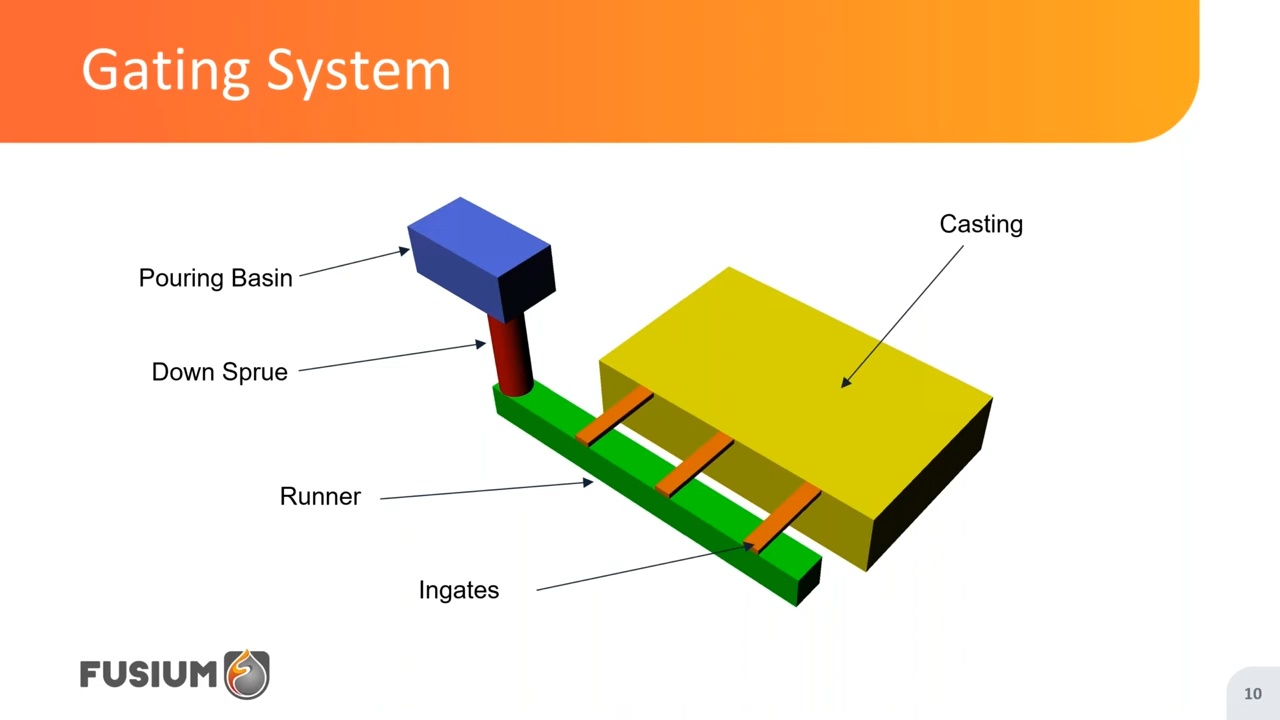 Gating System
Casting
Pouring Basin
Down Sprue
Runner
Ingates
FUSIUM
10